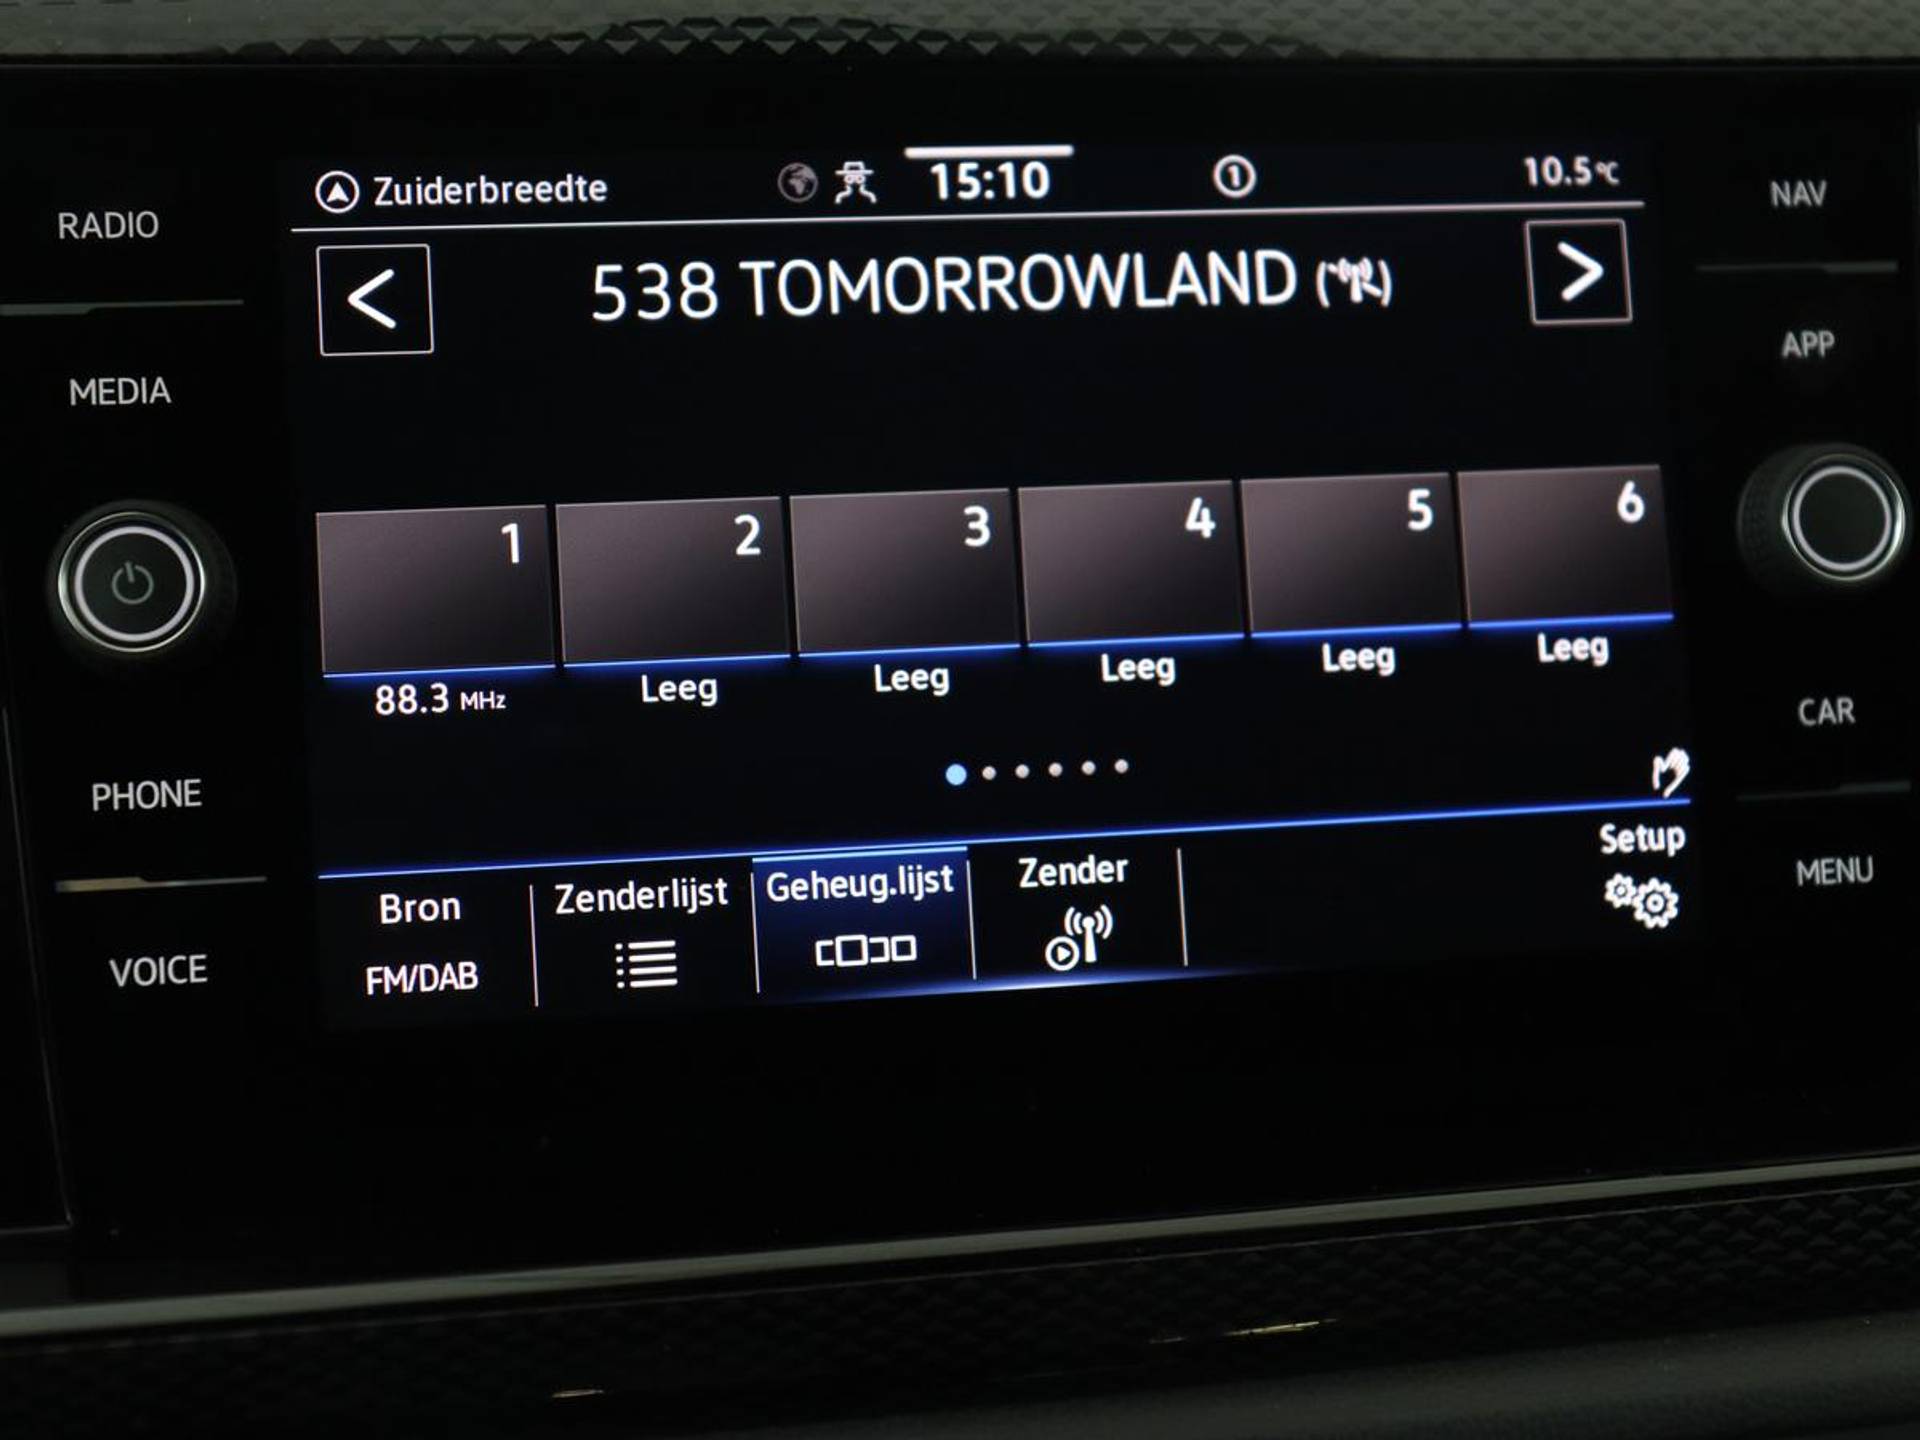 RADIO
MEDIA
PHONE
VOICE
Zuiderbreedte
15:10
1
10.5°C
< 538 TOMORROWLAND >
1 2 3 4 5 6
88.3 MHz Leeg Leeg Leeg Leeg Leeg
Bron
FM/DAB
Zenderlijst
Geheug.lijst
Zender
Setup
NAV
APP
CAR
MENU